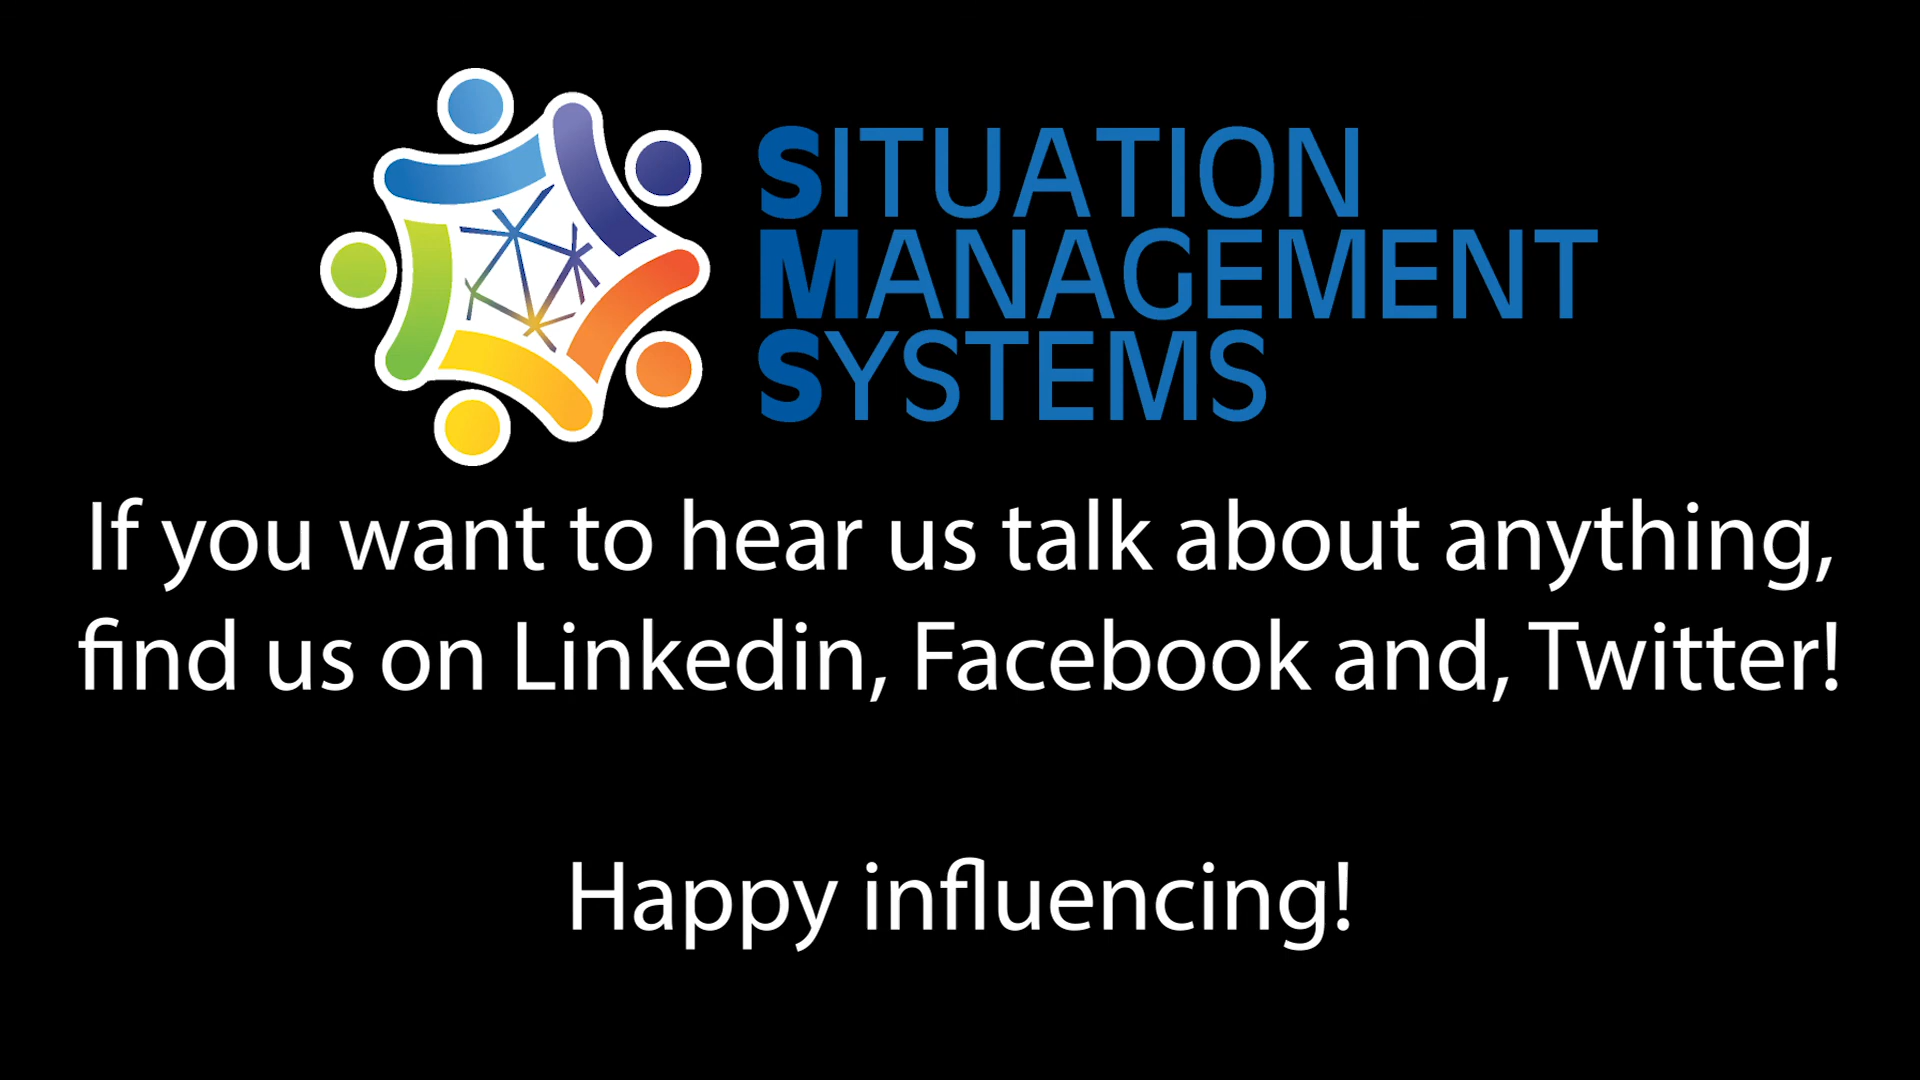 SITUATION
MANAGEMENT
SYSTEMS
If you want to hear us talk about anything,
find us on Linkedin, Facebook and, Twitter!
Happy influencing!